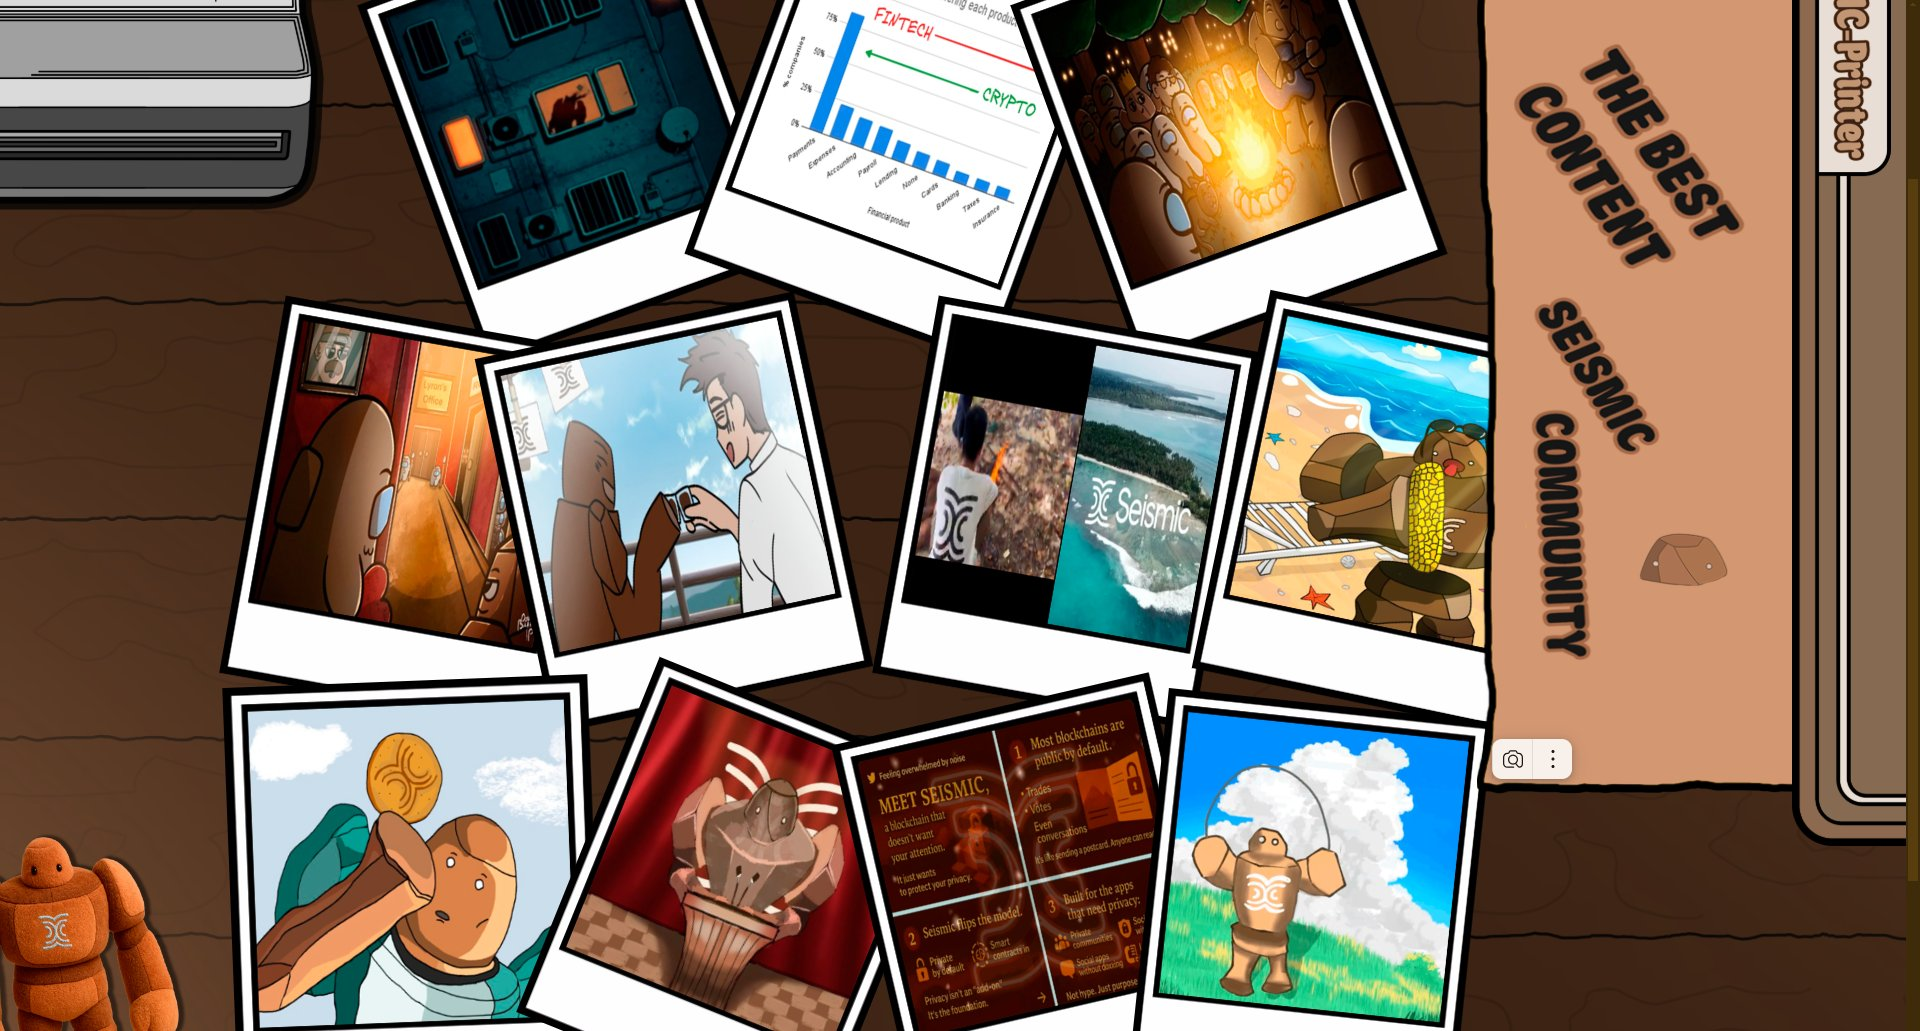 75%
50%
25%
0%
% companies
FINTECH
CRYPTO
Payments
Expenses
Accounting
Payroll
Lending
None
Cards
Banking
Taxes
Insurance
Financial product
THE BEST
CONTENT
SEISMIC
COMMUNITY
IC-Printer
Lyron's
Office
Seismic
Feeling overwhelmed by noise
MEET SEISMIC,
a blockchain that
doesn't want
your attention.
It just wants
to protect your privacy.
1
Most blockchains are
public by default.
• Trades
• Votes
Even
conversations
It's like sending a postcard. Anyone can rea
2
Seismic flips the model.
Private
by default
Smart
contracts in
Privacy isn't an "add-on"
It's the foundation.
3
Built for the apps
that need privacy:
Private
communities
Social apps
without doxxing
Not hype. Just purpose